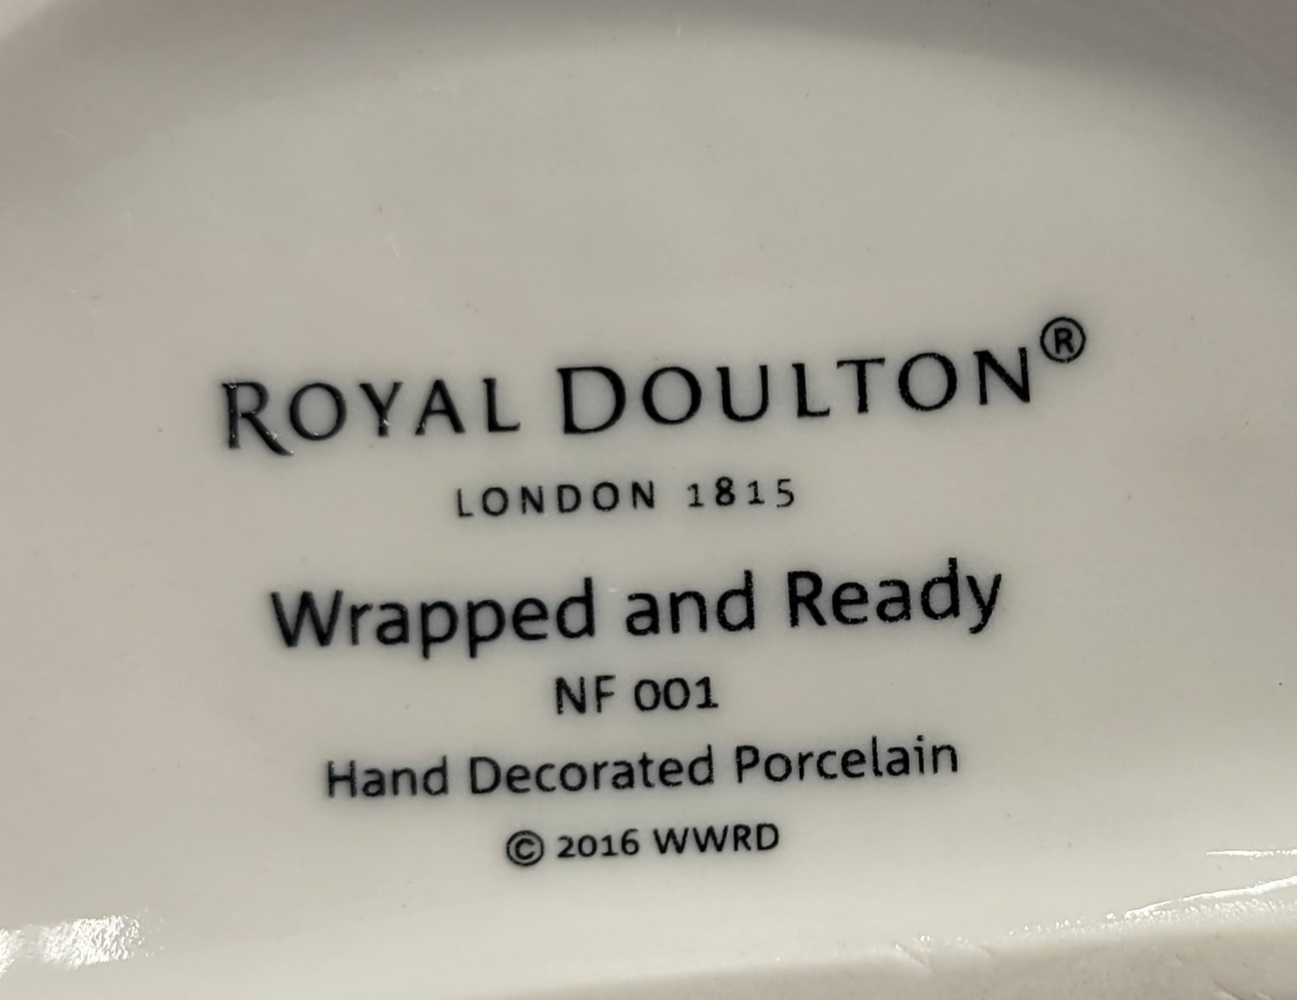 ROYAL DOULTON®
LONDON 1815
Wrapped and Ready
NF 001
Hand Decorated Porcelain
© 2016 WWRD